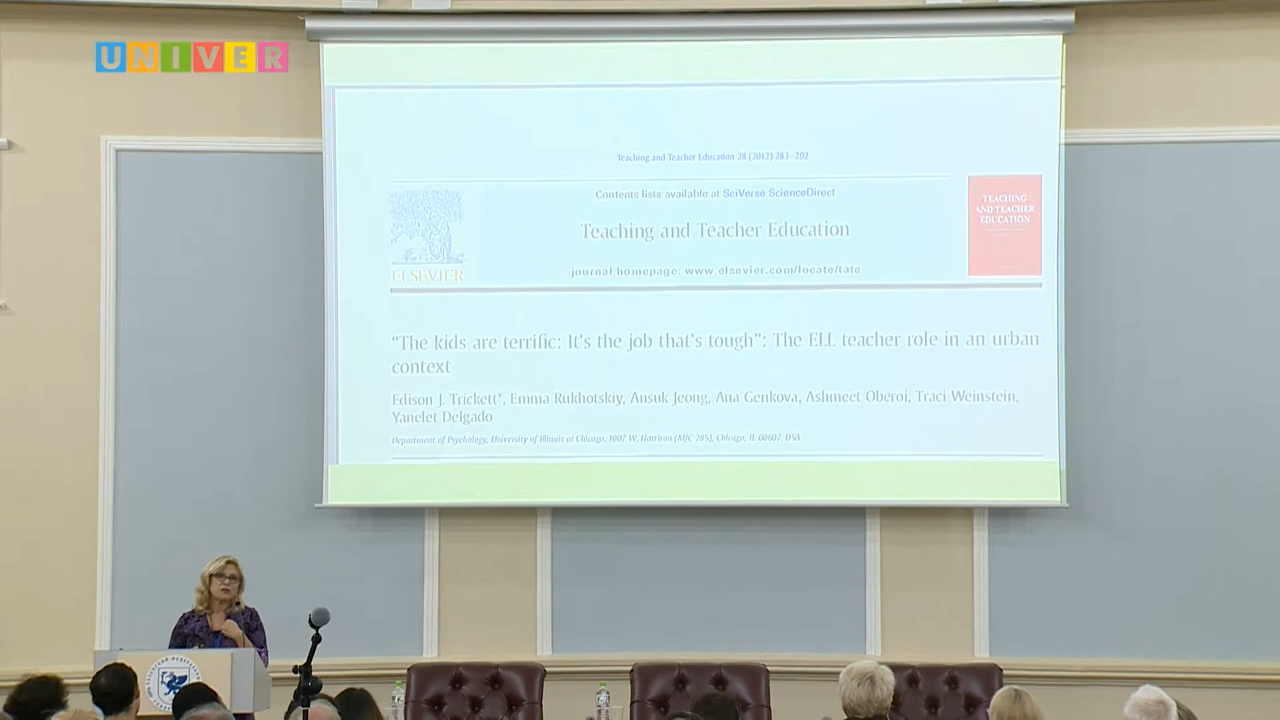 UNIVER
Teaching and Teacher Education 28 (2012) 283–292
Contents lists available at SciVerse ScienceDirect
Teaching and Teacher Education
journal homepage: www.elsevier.com/locate/tate
ELSEVIER
TEACHING
AND TEACHER
EDUCATION
"The kids are terrific: It's the job that's tough": The ELL teacher role in an urban
context
Edison J. Trickett*, Emma Rukhotskiy, Ansuk Jeong, Ana Genkova, Ashmeet Oberoi, Traci Weinstein,
Yanelet Delgado
Department of Psychology, University of Illinois at Chicago, 1007 W. Harrison (M/C 285), Chicago, IL 60607, USA